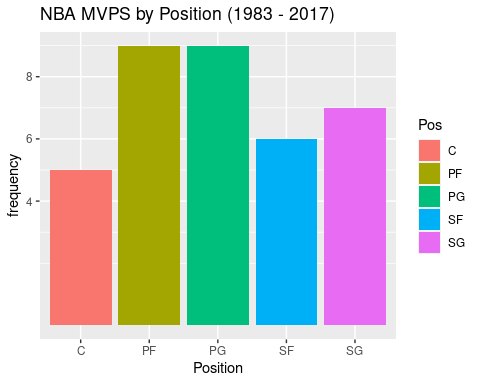 NBA MVPS by Position (1983 - 2017)
8
6
4
frequency
C PF PG SF SG
Position
Pos
C
PF
PG
SF
SG